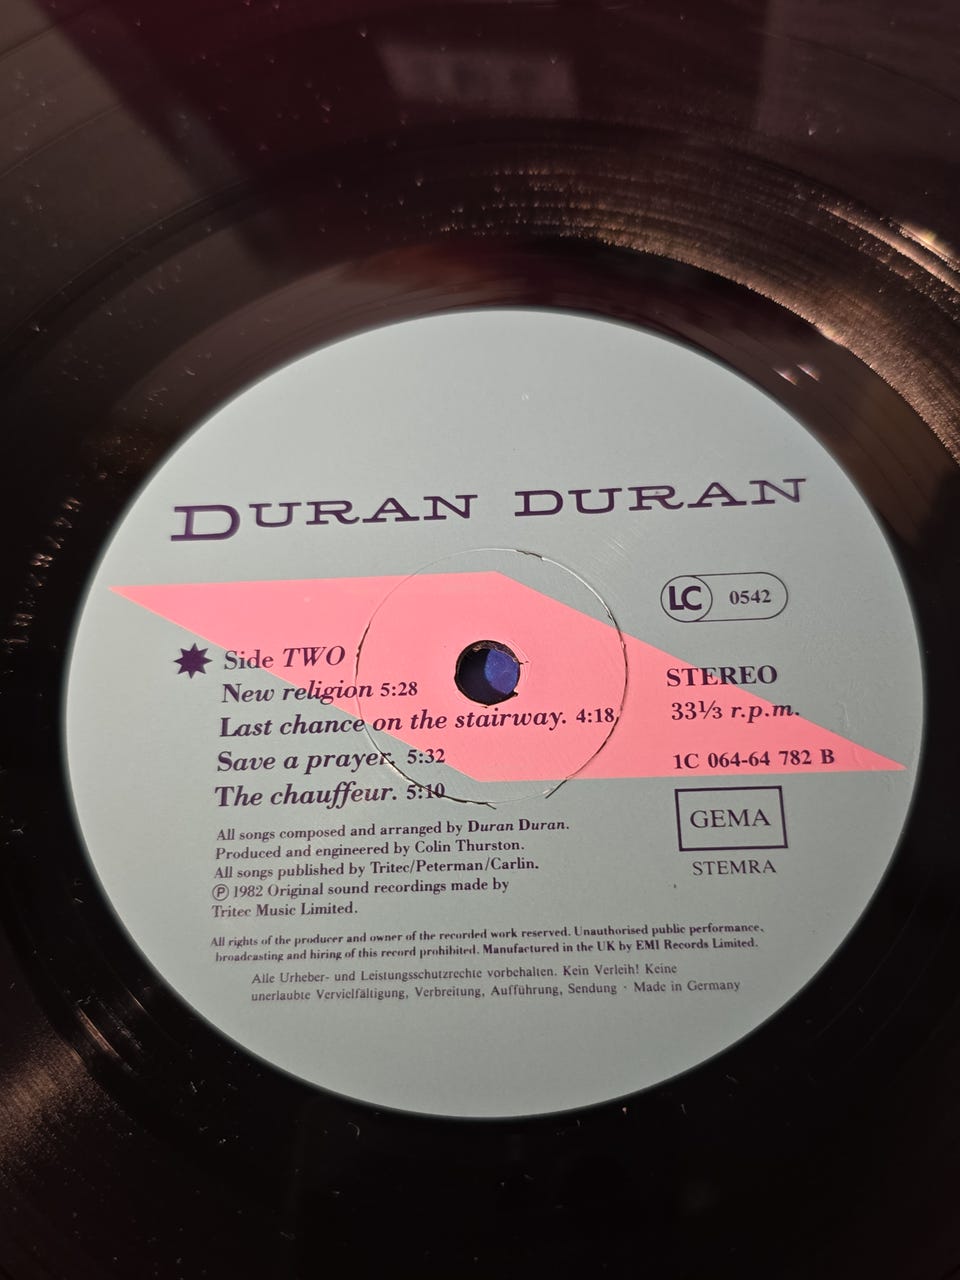 DURAN DURAN
LC 0542
Side TWO
New religion 5:28
Last chance on the stairway. 4:18
Save a prayer. 5:32
The chauffeur. 5:10
STEREO
33⅓ r.p.m.
1C 064-64 782 B
GEMA
STEMRA
All songs composed and arranged by Duran Duran.
Produced and engineered by Colin Thurston.
All songs published by Tritec/Peterman/Carlin.
Ⓟ 1982 Original sound recordings made by
Tritec Music Limited.
All rights of the producer and owner of the recorded work reserved. Unauthorised public performance,
broadcasting and hiring of this record prohibited. Manufactured in the UK by EMI Records Limited.
Alle Urheber- und Leistungsschutzrechte vorbehalten. Kein Verleih! Keine
unerlaubte Vervielfältigung, Verbreitung, Aufführung, Sendung · Made in Germany